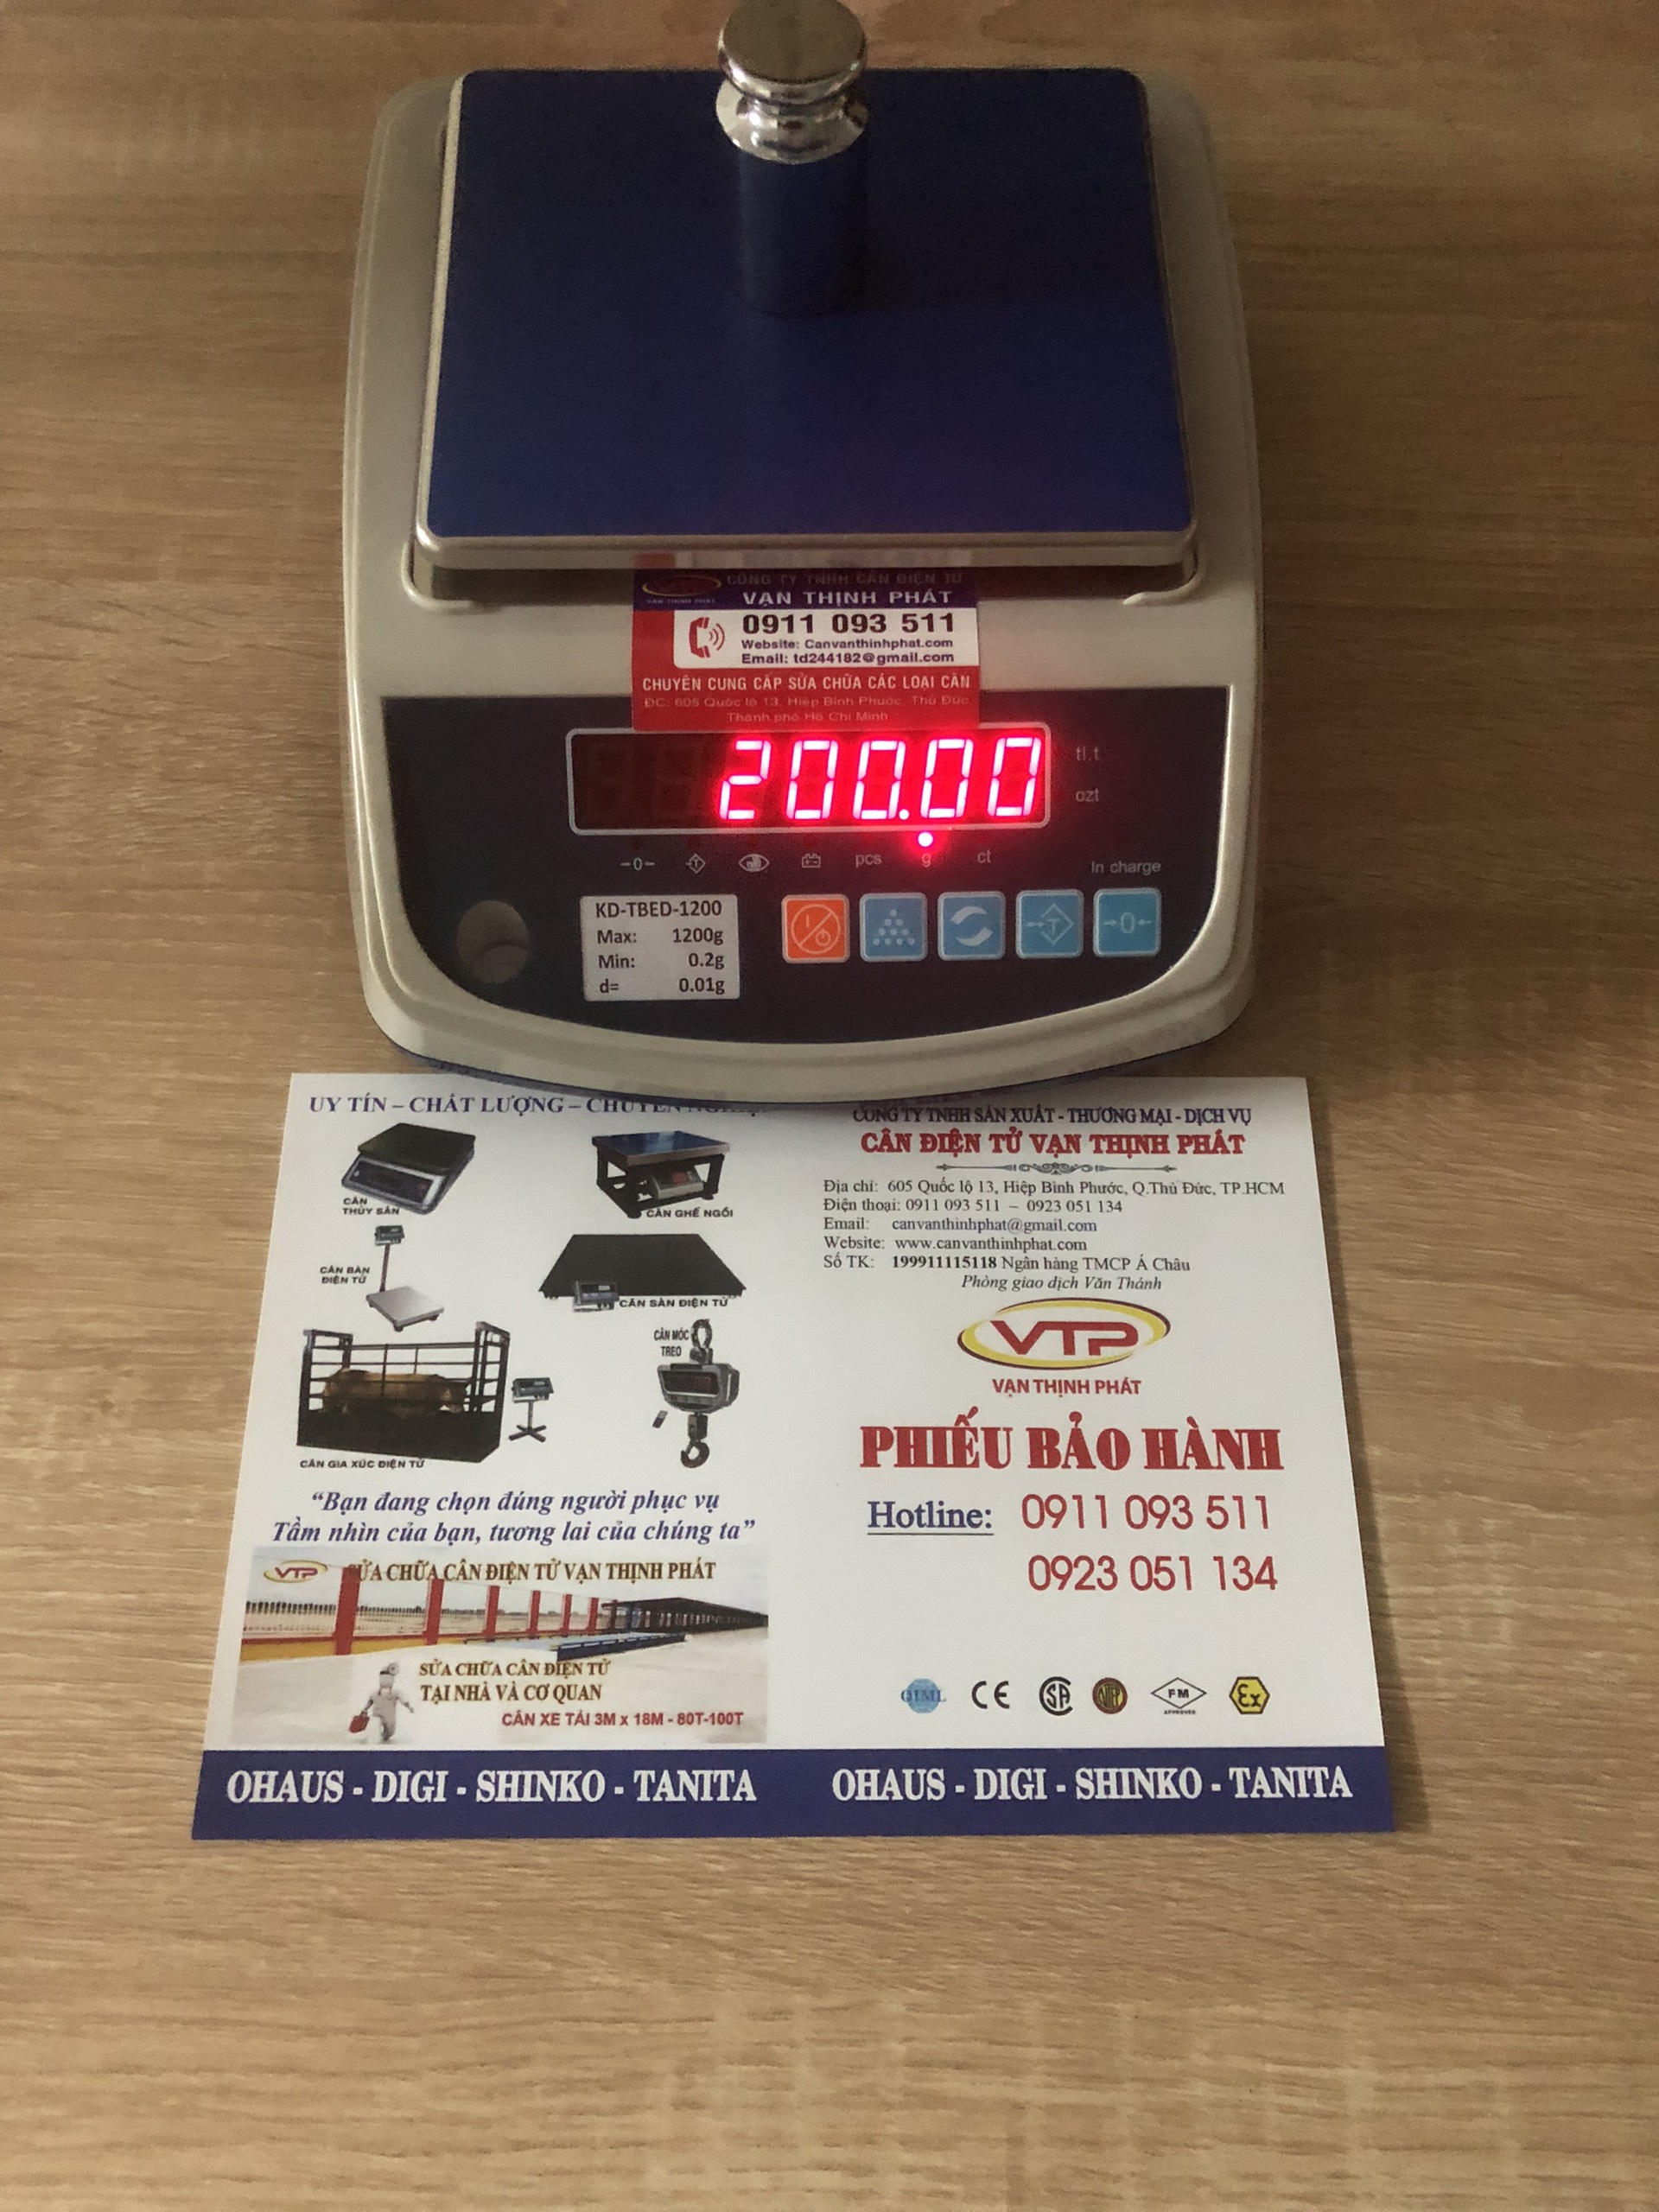 VTP
VẠN THỊNH PHÁT
CÔNG TY TNHH CÂN ĐIỆN TỬ
VẠN THỊNH PHÁT
0911 093 511
Website: Canvanthinhphat.com
Email: td244182@gmail.com
CHUYÊN CUNG CẤP SỬA CHỮA CÁC LOẠI CÂN
ĐC: 605 Quốc lộ 13, Hiệp Bình Phước, Thủ Đức
Thành phố Hồ Chí Minh
200.00
tl.t
ozt
→0← T pcs g ct
In charge
KD-TBED-1200
Max: 1200g
Min: 0.2g
d= 0.01g
T →0←
UY TÍN – CHẤT LƯỢNG – CHUYÊN
CÂN
THỦY SẢN
CÂN GHẾ NGỒI
CÂN BÀN
ĐIỆN TỬ
CÂN SÀN ĐIỆN TỬ
CÂN MÓC
TREO
CÂN GIA XÚC ĐIỆN TỬ
“Bạn đang chọn đúng người phục vụ
Tầm nhìn của bạn, tương lai của chúng ta”
VTP SỬA CHỮA CÂN ĐIỆN TỬ VẠN THỊNH PHÁT
SỬA CHỮA CÂN ĐIỆN TỬ
TẠI NHÀ VÀ CƠ QUAN
CÂN XE TẢI 3M x 18M - 80T-100T
OHAUS - DIGI - SHINKO - TANITA
CÔNG TY TNHH SẢN XUẤT - THƯƠNG MẠI - DỊCH VỤ
CÂN ĐIỆN TỬ VẠN THỊNH PHÁT
Địa chỉ: 605 Quốc lộ 13, Hiệp Bình Phước, Q.Thủ Đức, TP.HCM
Điện thoại: 0911 093 511 – 0923 051 134
Email: canvanthinhphat@gmail.com
Website: www.canvanthinhphat.com
Số TK: 199911115118 Ngân hàng TMCP Á Châu
Phòng giao dịch Văn Thánh
VTP
VẠN THỊNH PHÁT
PHIẾU BẢO HÀNH
Hotline: 0911 093 511
0923 051 134
OIML CE SA NTEP FM Ex
APPROVED
OHAUS - DIGI - SHINKO - TANITA